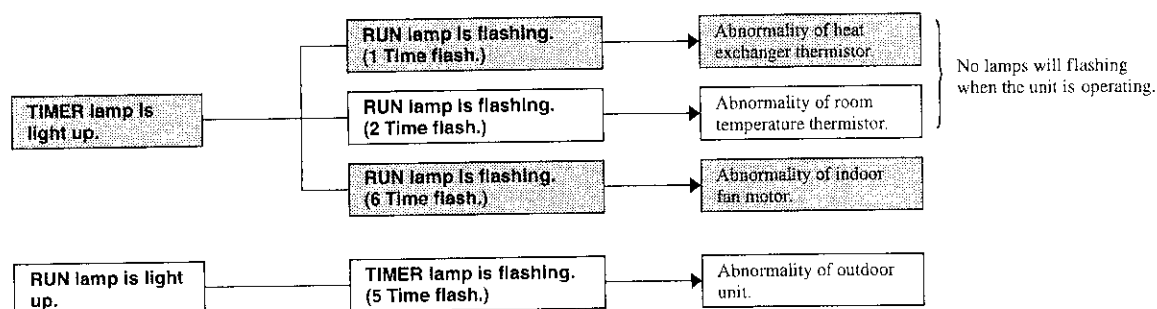 RUN lamp is flashing.
(1 Time flash.)
Abnormality of heat
exchanger thermistor.
No lamps will flashing
when the unit is operating.
TIMER lamp is
light up.
RUN lamp is flashing.
(2 Time flash.)
Abnormality of room
temperature thermistor.
RUN lamp is flashing.
(6 Time flash.)
Abnormality of indoor
fan motor.
RUN lamp is light
up.
TIMER lamp is flashing.
(5 Time flash.)
Abnormality of outdoor
unit.